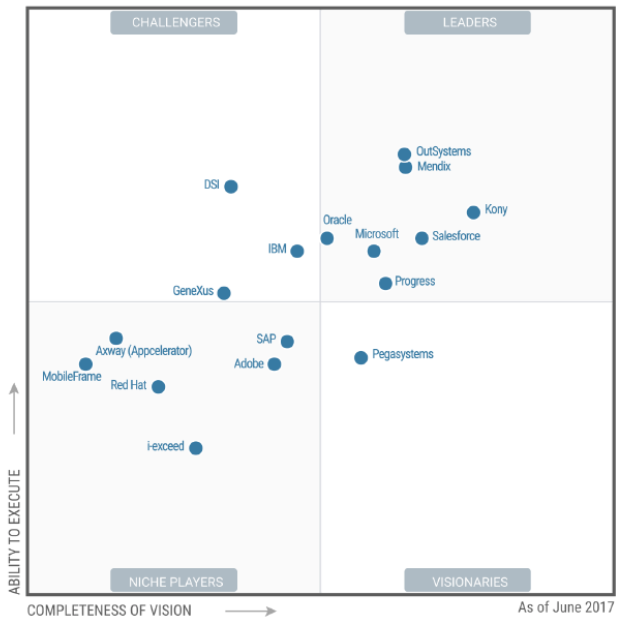 CHALLENGERS
LEADERS
OutSystems
Mendix
DSI
Kony
Oracle
Microsoft
Salesforce
IBM
Progress
GeneXus
SAP
Axway (Appcelerator)
Pegasystems
Adobe
MobileFrame
Red Hat
i-exceed
ABILITY TO EXECUTE
NICHE PLAYERS
VISIONARIES
COMPLETENESS OF VISION
As of June 2017